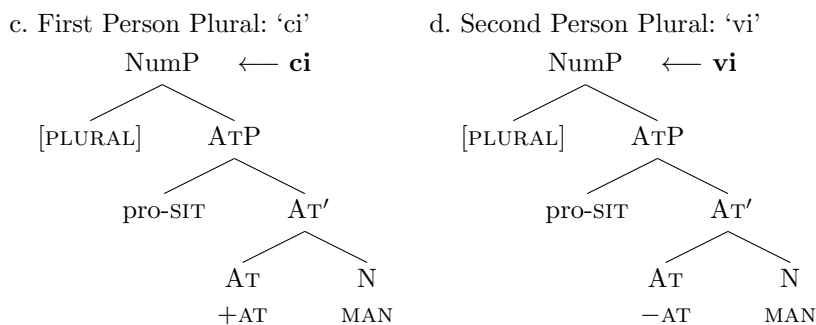 c. First Person Plural: ‘ci’ d. Second Person Plural: ‘vi’
NumP ⟵ ci NumP ⟵ vi
[PLURAL] ATP [PLURAL] ATP
pro-SIT AT′ pro-SIT AT′
AT N AT N
+AT MAN −AT MAN